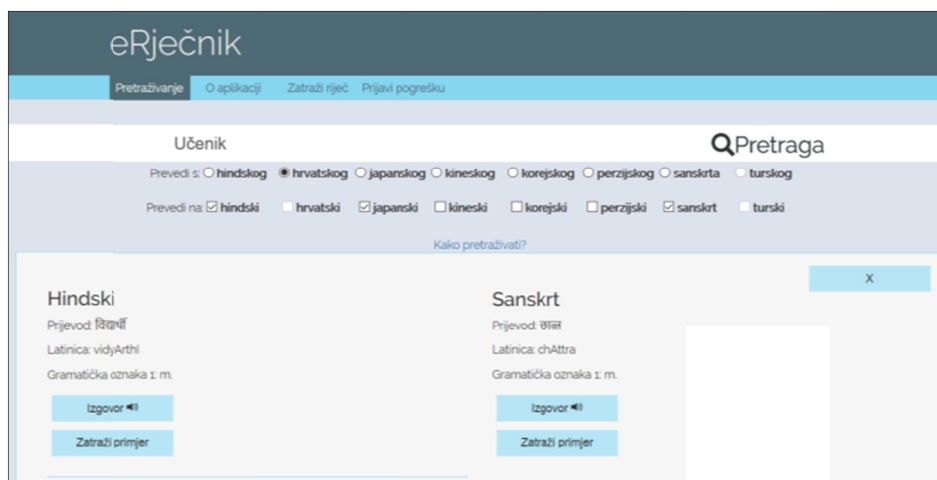 eRječnik
Pretraživanje O aplikaciji Zatraži riječ Prijavi pogrešku
Učenik Pretraga
Prevedi s: hindskog hrvatskog japanskog kineskog korejskog perzijskog sanskrta turskog
Prevedi na: hindski hrvatski japanski kineski korejski perzijski sanskrt turski
Kako pretraživati?
X
Hindski
Prijevod: विद्यार्थी
Latinica: vidyArthI
Gramatička oznaka 1: m.
Izgovor
Zatraži primjer
Sanskrt
Prijevod:
Latinica: chAttra
Gramatička oznaka 1: m.
Izgovor
Zatraži primjer